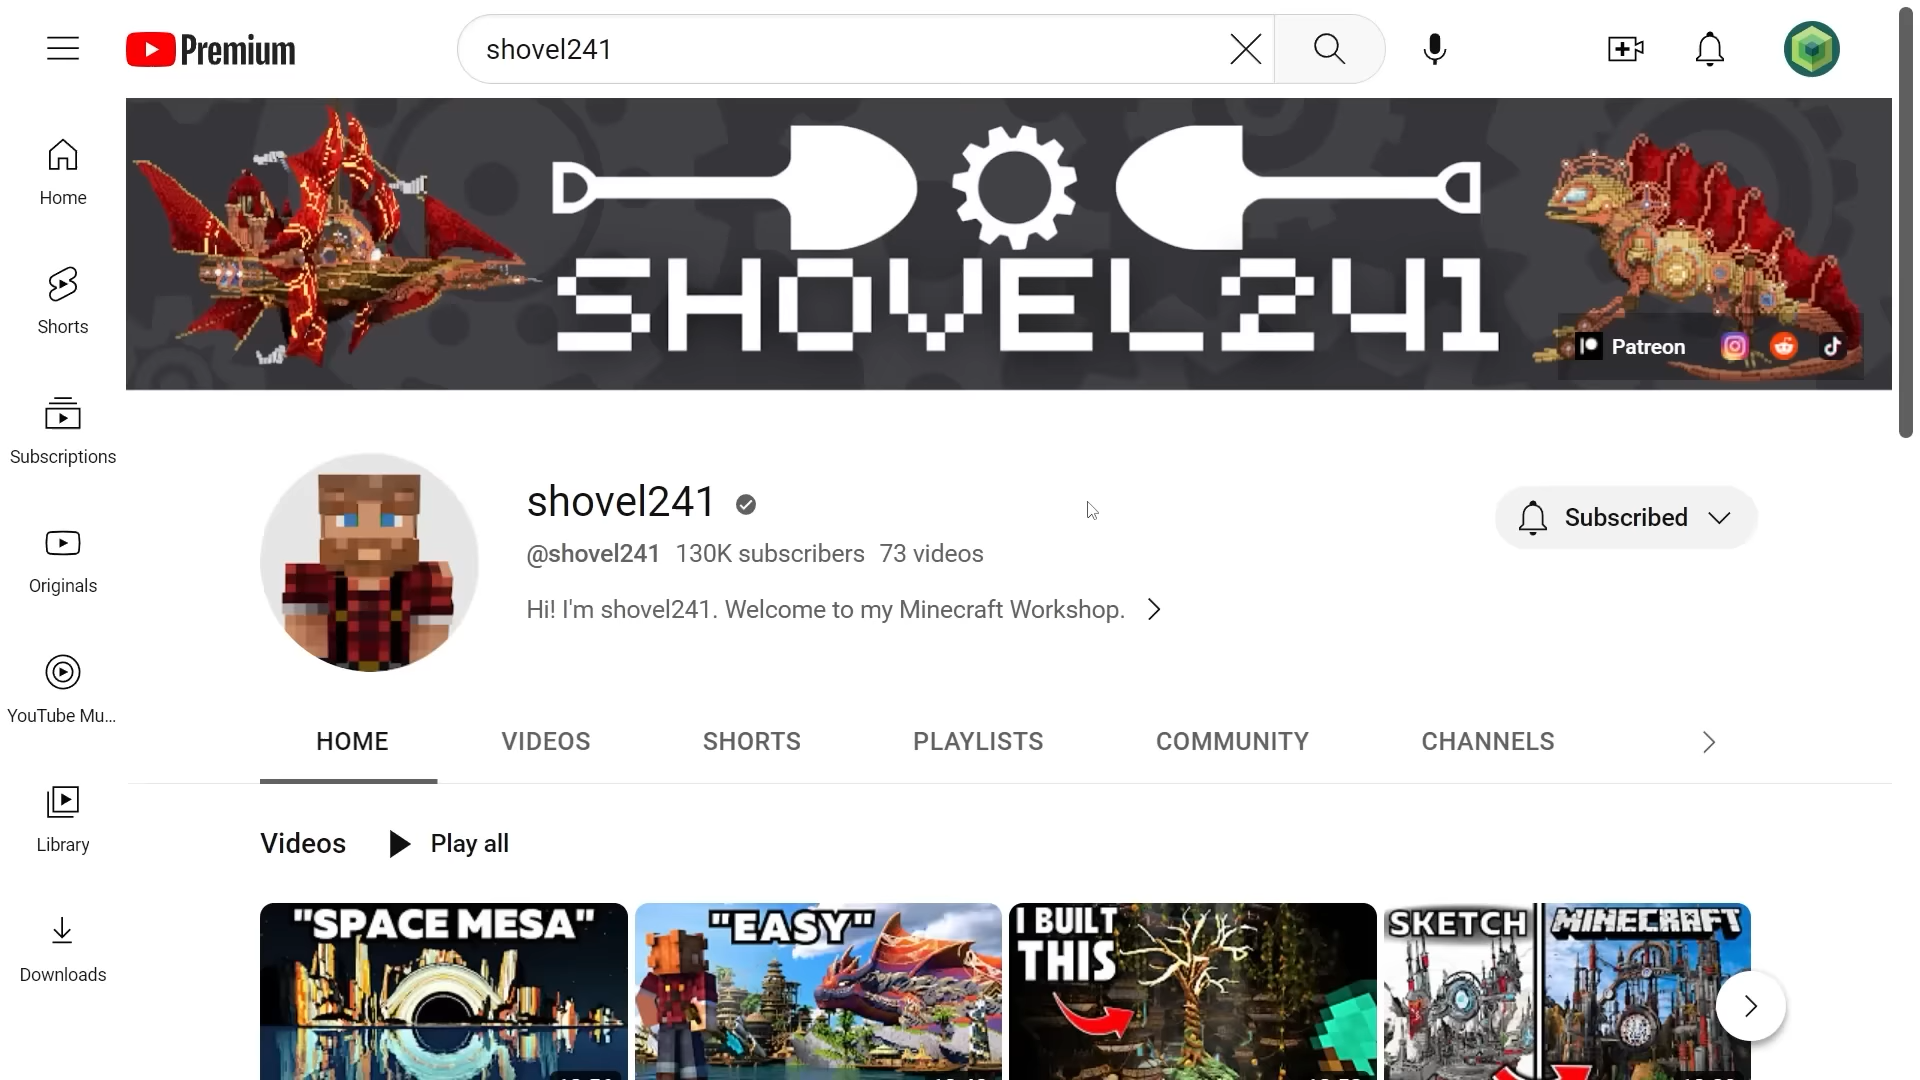 Premium
shovel241
Home
Shorts
Subscriptions
Originals
YouTube Mu...
Library
Downloads
SHOVEL241
Patreon
shovel241
@shovel241 130K subscribers 73 videos
Hi! I'm shovel241. Welcome to my Minecraft Workshop.
Subscribed
HOME VIDEOS SHORTS PLAYLISTS COMMUNITY CHANNELS
Videos Play all
"SPACE MESA"
"EASY"
I BUILT
THIS
SKETCH MINECRAFT